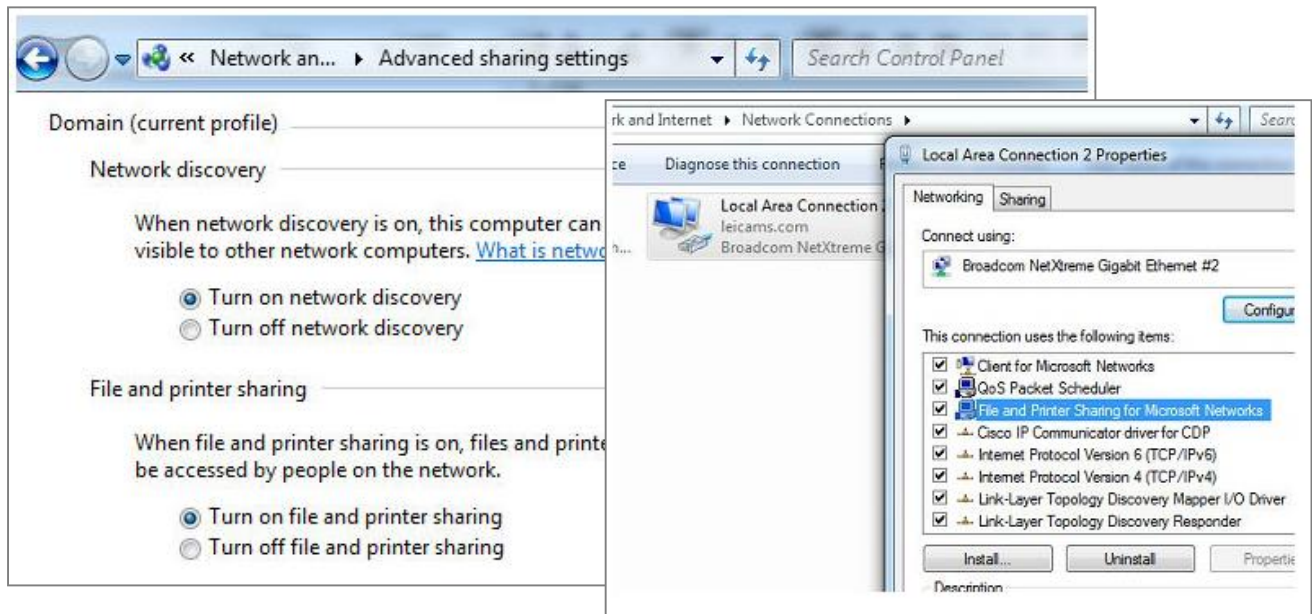 « Network an... ▸ Advanced sharing settings
Search Control Panel
Domain (current profile)
Network discovery
When network discovery is on, this computer can
visible to other network computers. What is netwo
Turn on network discovery
Turn off network discovery
File and printer sharing
When file and printer sharing is on, files and printe
be accessed by people on the network.
Turn on file and printer sharing
Turn off file and printer sharing
rk and Internet ▸ Network Connections ▸
Searc
ce Diagnose this connection
Local Area Connection 2
leicams.com
Broadcom NetXtreme G
Local Area Connection 2 Properties
Networking Sharing
Connect using:
Broadcom NetXtreme Gigabit Ethernet #2
Configur
This connection uses the following items:
Client for Microsoft Networks
QoS Packet Scheduler
File and Printer Sharing for Microsoft Networks
Cisco IP Communicator driver for CDP
Internet Protocol Version 6 (TCP/IPv6)
Internet Protocol Version 4 (TCP/IPv4)
Link-Layer Topology Discovery Mapper I/O Driver
Link-Layer Topology Discovery Responder
Install... Uninstall Propertie
Description